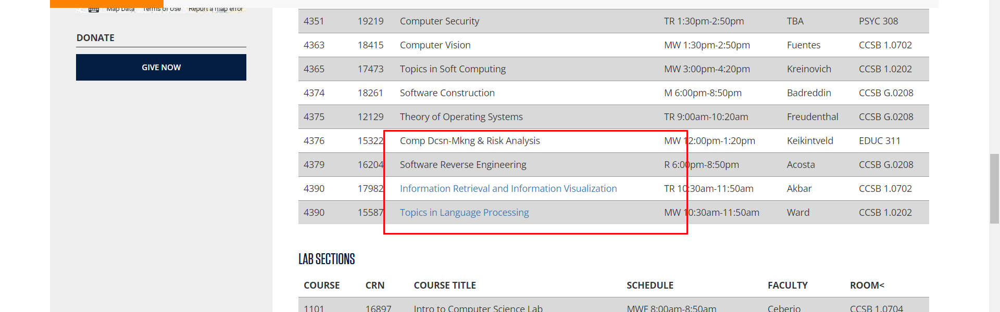 Map Data Terms of Use Report a map error
DONATE
GIVE NOW
4351 19219 Computer Security TR 1:30pm-2:50pm TBA PSYC 308
4363 18415 Computer Vision MW 1:30pm-2:50pm Fuentes CCSB 1.0702
4365 17473 Topics in Soft Computing MW 3:00pm-4:20pm Kreinovich CCSB 1.0202
4374 18261 Software Construction M 6:00pm-8:50pm Badreddin CCSB G.0208
4375 12129 Theory of Operating Systems TR 9:00am-10:20am Freudenthal CCSB G.0208
4376 15322 Comp Dcsn-Mkng & Risk Analysis MW 12:00pm-1:20pm Keikintveld EDUC 311
4379 16204 Software Reverse Engineering R 6:00pm-8:50pm Acosta CCSB G.0208
4390 17982 Information Retrieval and Information Visualization TR 10:30am-11:50am Akbar CCSB 1.0702
4390 15587 Topics in Language Processing MW 10:30am-11:50am Ward CCSB 1.0202
LAB SECTIONS
COURSE CRN COURSE TITLE SCHEDULE FACULTY ROOM<
1101 16897 Intro to Computer Science Lab MWF 8:00am-8:50am Ceberio CCSB 1.0704